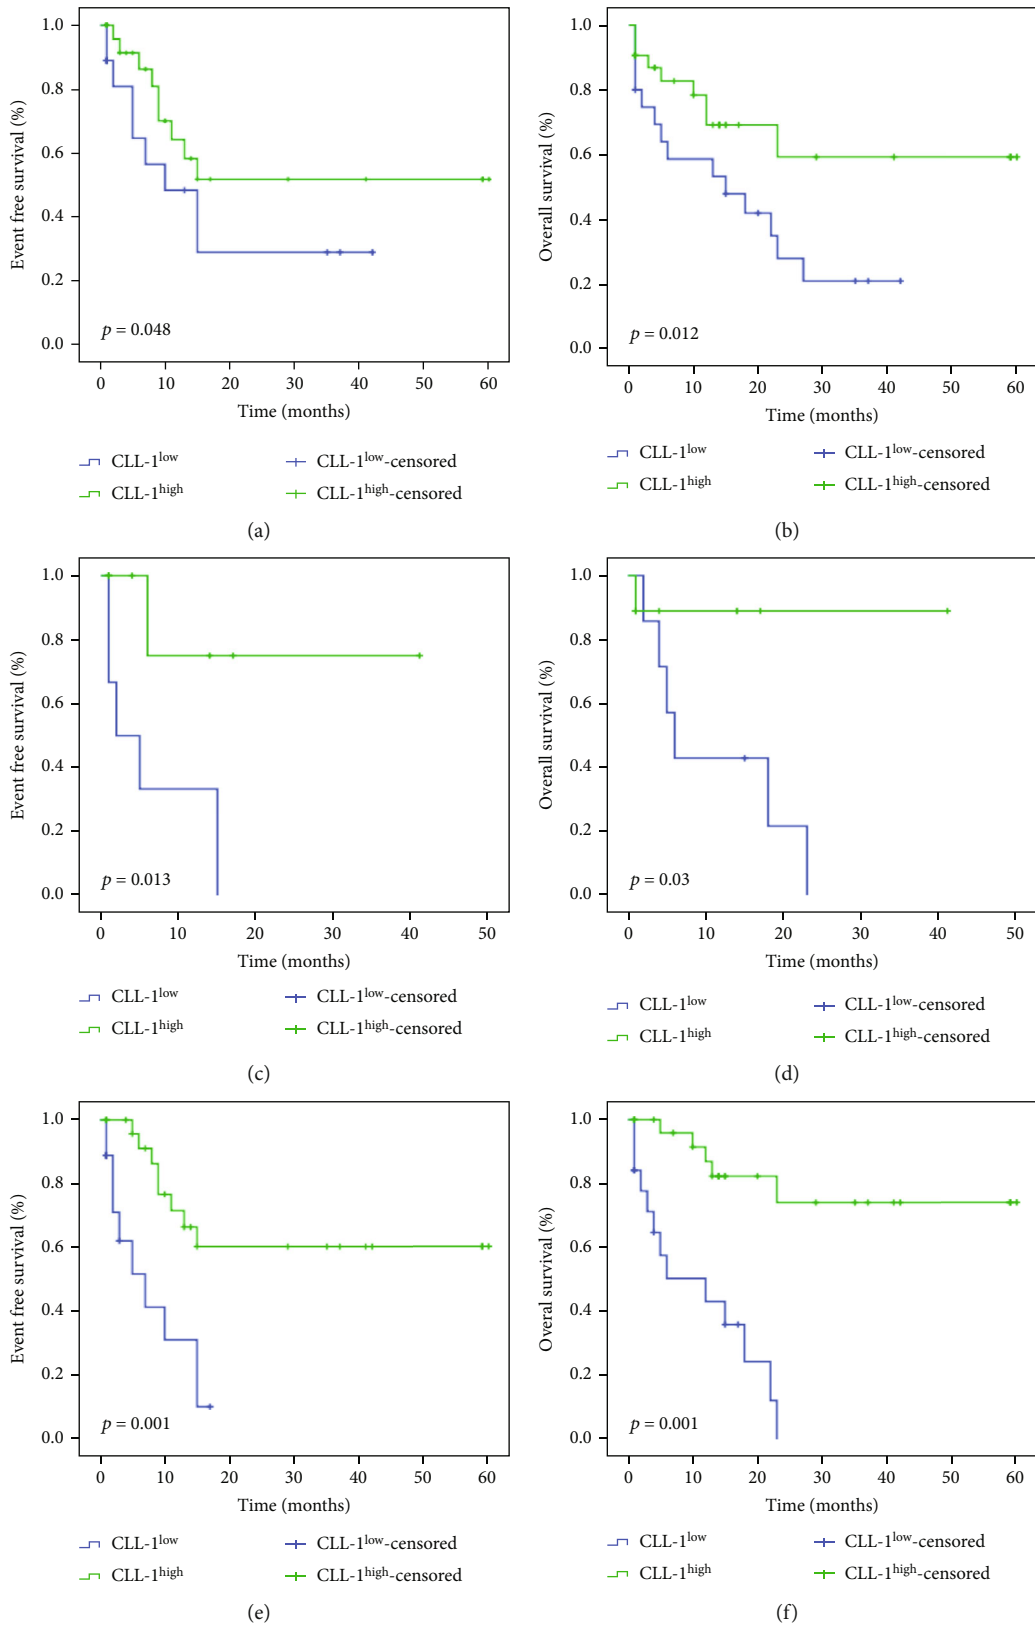 1.0
0.8
0.6
0.4
0.2
0.0
Event free survival (%)
p = 0.048
0 10 20 30 40 50 60
Time (months)
CLL-1low CLL-1low-censored
CLL-1high CLL-1high-censored
(a)
1.0
0.8
0.6
0.4
0.2
0.0
Overall survival (%)
p = 0.012
0 10 20 30 40 50 60
Time (months)
CLL-1low CLL-1low-censored
CLL-1high CLL-1high-censored
(b)
1.0
0.8
0.6
0.4
0.2
0.0
Event free survival (%)
p = 0.013
0 10 20 30 40 50
Time (months)
CLL-1low CLL-1low-censored
CLL-1high CLL-1high-censored
(c)
1.0
0.8
0.6
0.4
0.2
0.0
Overall survival (%)
p = 0.03
0 10 20 30 40 50
Time (months)
CLL-1low CLL-1low-censored
CLL-1high CLL-1high-censored
(d)
1.0
0.8
0.6
0.4
0.2
0.0
Event free survival (%)
p = 0.001
0 10 20 30 40 50 60
Time (months)
CLL-1low CLL-1low-censored
CLL-1high CLL-1high-censored
(e)
1.0
0.8
0.6
0.4
0.2
0.0
Overal survival (%)
p = 0.001
0 10 20 30 40 50 60
Time (months)
CLL-1low CLL-1low-censored
CLL-1high CLL-1high-censored
(f)